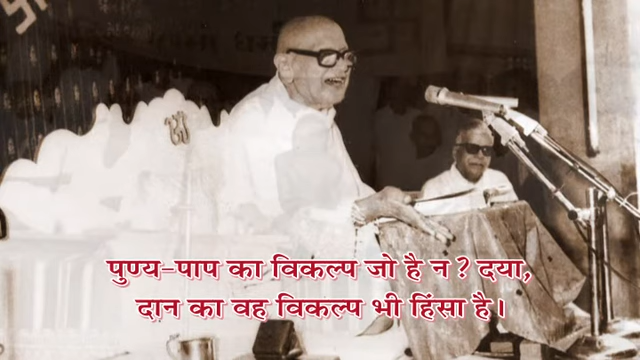 पुण्य-पाप का विकल्प जो है न ? दया,
दान का वह विकल्प भी हिंसा है।